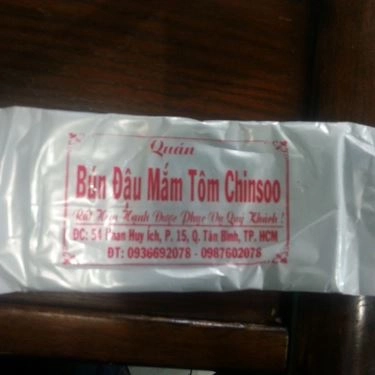 Quán
Bún Đậu Mắm Tôm Chinsoo
Rất Hân Hạnh Được Phục Vụ Quý Khách!
ĐC: 54 Phan Huy Ích, P. 15, Q. Tân Bình, TP. HCM
ĐT: 0936692078 - 0987602078